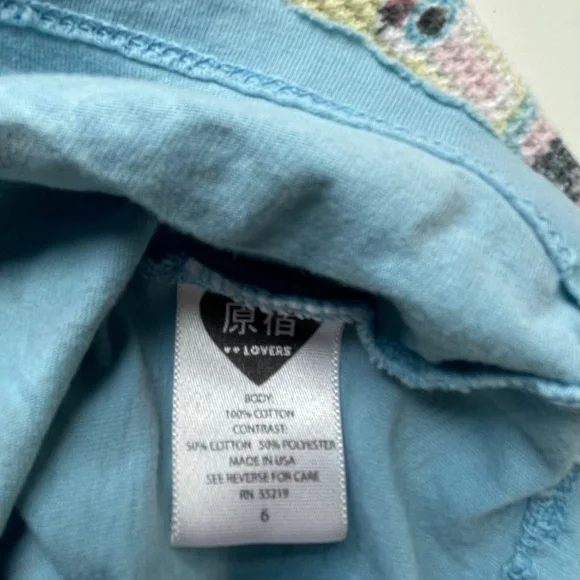 原宿
LOVERS
BODY:
100% COTTON
CONTRAST:
50% COTTON 50% POLYESTER
MADE IN USA
SEE REVERSE FOR CARE
RN 55219
6